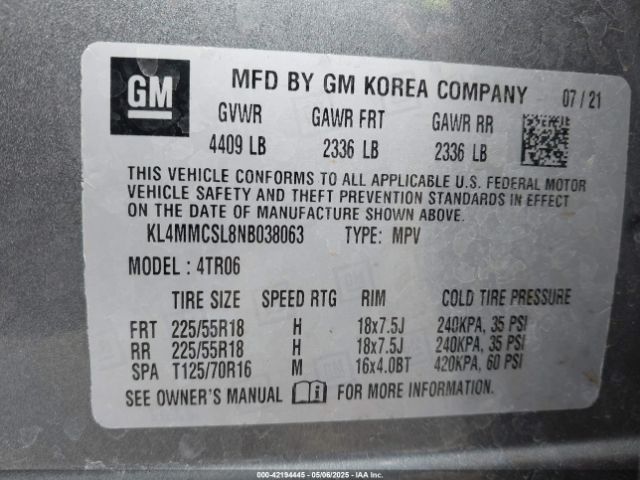 GM
MFD BY GM KOREA COMPANY 07 / 21
GVWR GAWR FRT GAWR RR
4409 LB 2336 LB 2336 LB
THIS VEHICLE CONFORMS TO ALL APPLICABLE U.S. FEDERAL MOTOR
VEHICLE SAFETY AND THEFT PREVENTION STANDARDS IN EFFECT
ON THE DATE OF MANUFACTURE SHOWN ABOVE.
KL4MMCSL8NB038063 TYPE: MPV
MODEL : 4TR06
TIRE SIZE SPEED RTG RIM COLD TIRE PRESSURE
FRT 225/55R18 H 18x7.5J 240KPA, 35 PSI
RR 225/55R18 H 18x7.5J 240KPA, 35 PSI
SPA T125/70R16 M 16x4.0BT 420KPA, 60 PSI
SEE OWNER'S MANUAL i FOR MORE INFORMATION.
000-42194445 - 05/06/2025 - IAA Inc.